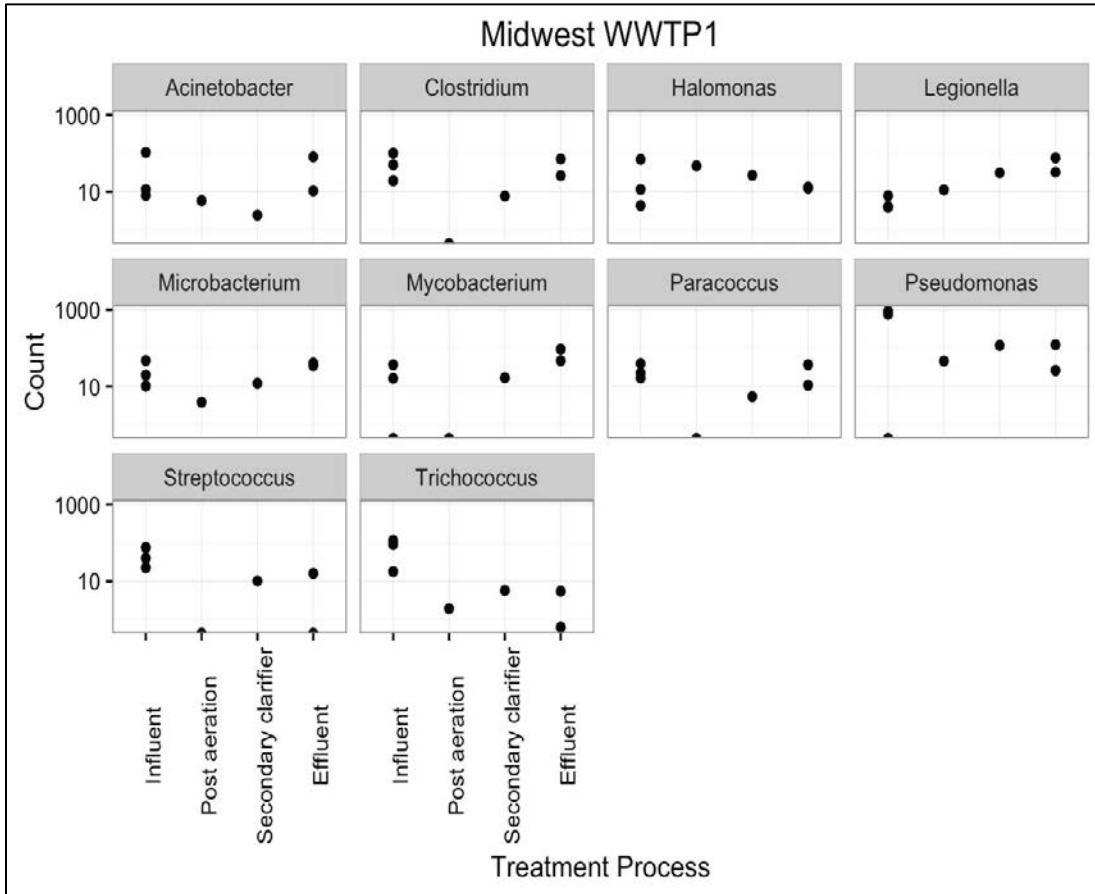 Midwest WWTP1
Acinetobacter Clostridium Halomonas Legionella
1000
10
Microbacterium Mycobacterium Paracoccus Pseudomonas
1000
10
Count
Streptococcus Trichococcus
1000
10
Influent Post aeration Secondary clarifier Effluent Influent Post aeration Secondary clarifier Effluent
Treatment Process